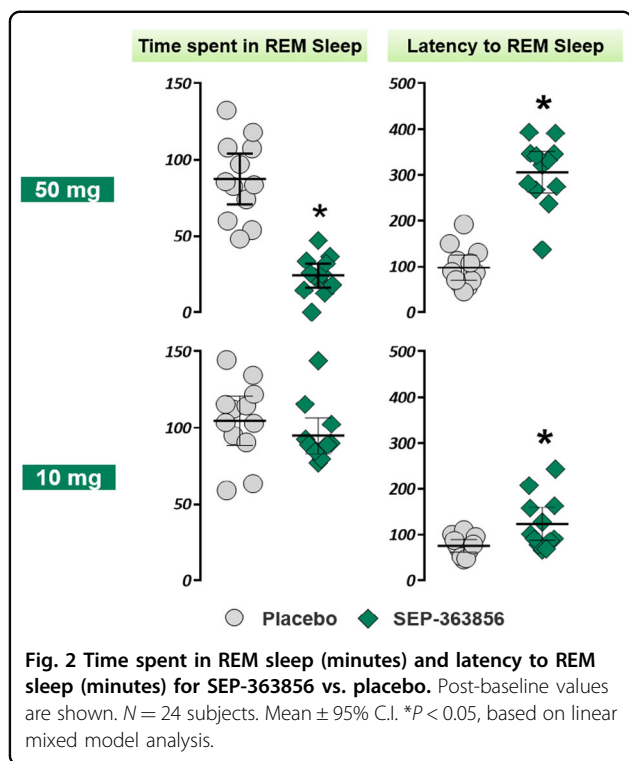 Time spent in REM Sleep
Latency to REM Sleep
50 mg
150
100
50
0
*
500
400
300
200
100
0
*
10 mg
150
100
50
0
500
400
300
200
100
0
*
Placebo SEP-363856
Fig. 2 Time spent in REM sleep (minutes) and latency to REM
sleep (minutes) for SEP-363856 vs. placebo. Post-baseline values
are shown. N = 24 subjects. Mean ± 95% C.I. *P < 0.05, based on linear
mixed model analysis.